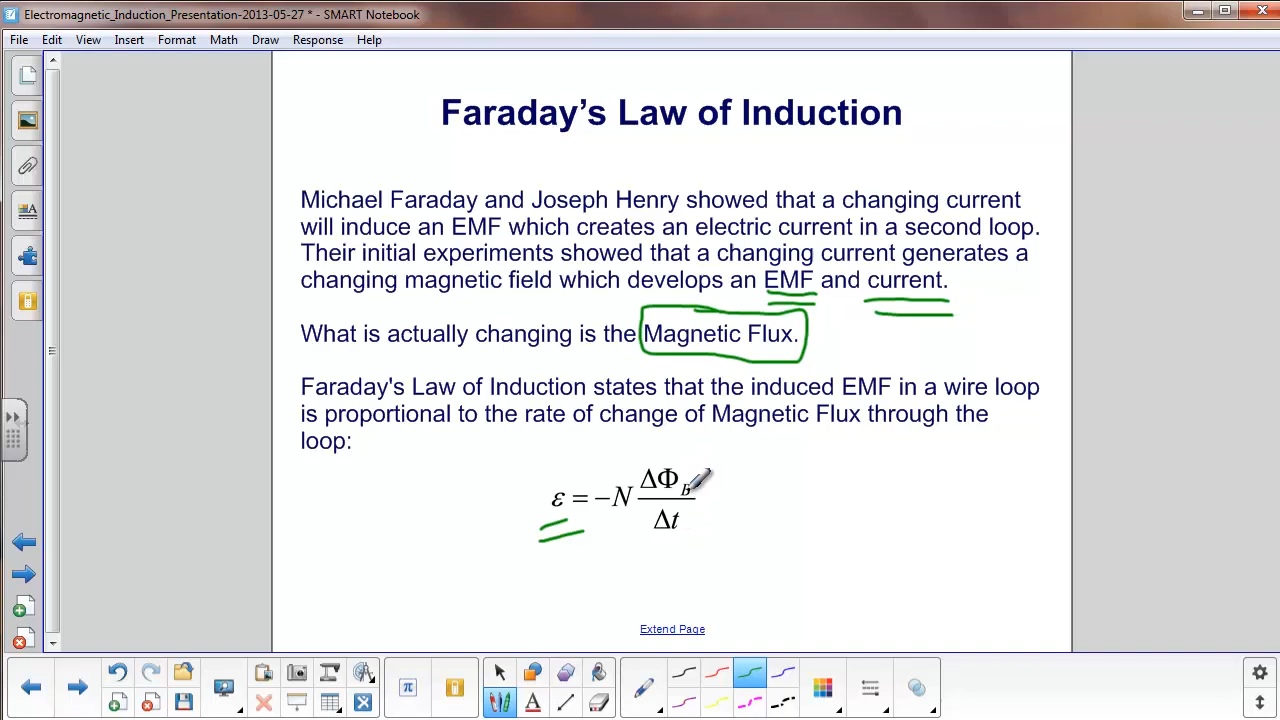 Electromagnetic_Induction_Presentation-2013-05-27 * - SMART Notebook
File Edit View Insert Format Math Draw Response Help
Faraday's Law of Induction
Michael Faraday and Joseph Henry showed that a changing current
will induce an EMF which creates an electric current in a second loop.
Their initial experiments showed that a changing current generates a
changing magnetic field which develops an EMF and current.
What is actually changing is the Magnetic Flux.
Faraday's Law of Induction states that the induced EMF in a wire loop
is proportional to the rate of change of Magnetic Flux through the
loop:
ε = −N ΔΦ_B / Δt
Extend Page